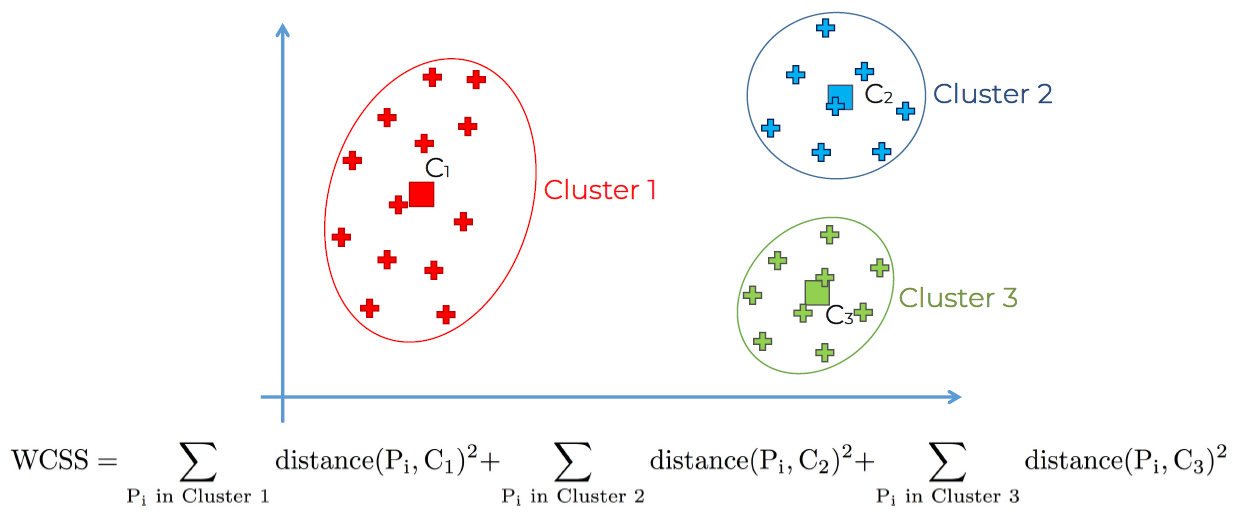 C₂ Cluster 2
C₁
Cluster 1
Cluster 3
C₃
WCSS = ∑ distance(Pᵢ, C₁)² + ∑ distance(Pᵢ, C₂)² + ∑ distance(Pᵢ, C₃)²
Pᵢ in Cluster 1 Pᵢ in Cluster 2 Pᵢ in Cluster 3